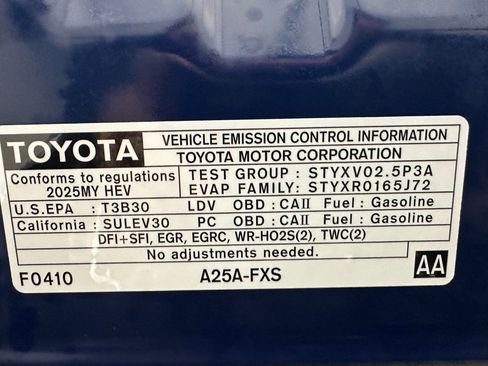 TOYOTA VEHICLE EMISSION CONTROL INFORMATION
TOYOTA MOTOR CORPORATION
Conforms to regulations TEST GROUP : STYXV02.5P3A
2025MY HEV EVAP FAMILY: STYXR0165J72
U.S.EPA : T3B30 LDV OBD : CAII Fuel : Gasoline
California : SULEV30 PC OBD : CAII Fuel : Gasoline
DFI+SFI, EGR, EGRC, WR-HO2S(2), TWC(2)
No adjustments needed.
F0410 A25A-FXS AA